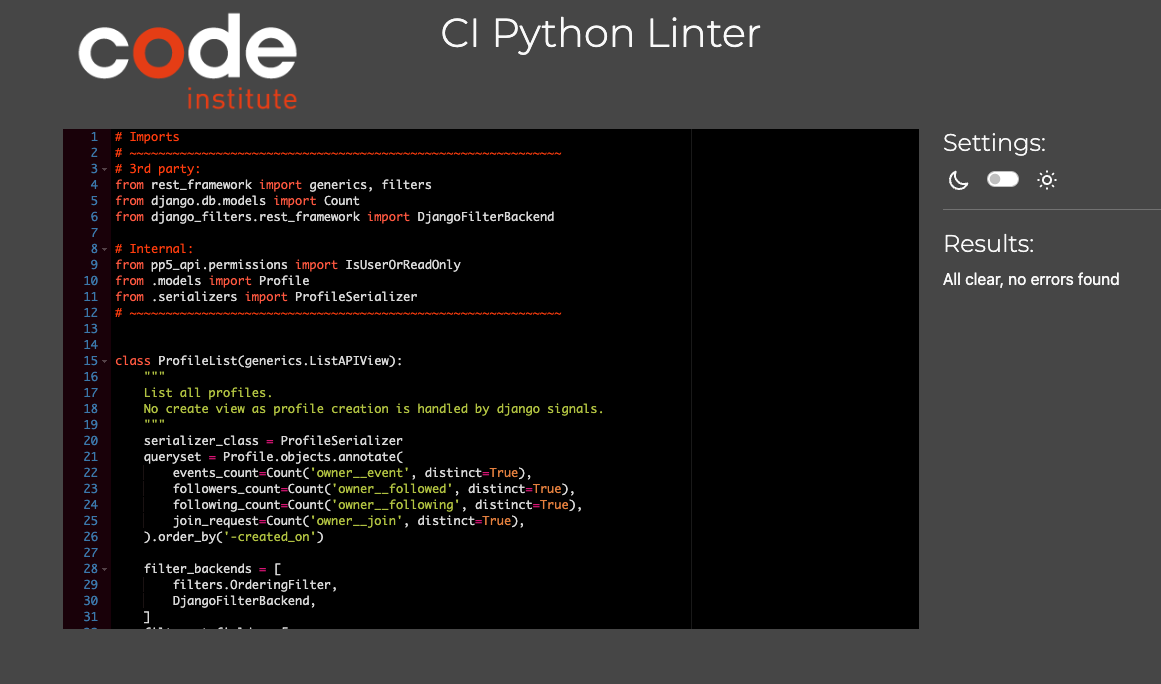 code
institute
CI Python Linter
1 # Imports
2 # ~~~~~~~~~~~~~~~~~~~~~~~~~~~~~~~~~~~~~~~~~~~~~~~~~~~~~~~~~~~~
3 # 3rd party:
4 from rest_framework import generics, filters
5 from django.db.models import Count
6 from django_filters.rest_framework import DjangoFilterBackend
7
8 # Internal:
9 from pp5_api.permissions import IsUserOrReadOnly
10 from .models import Profile
11 from .serializers import ProfileSerializer
12 # ~~~~~~~~~~~~~~~~~~~~~~~~~~~~~~~~~~~~~~~~~~~~~~~~~~~~~~~~~~~~
13
14
15 class ProfileList(generics.ListAPIView):
16     """
17     List all profiles.
18     No create view as profile creation is handled by django signals.
19     """
20     serializer_class = ProfileSerializer
21     queryset = Profile.objects.annotate(
22         events_count=Count('owner__event', distinct=True),
23         followers_count=Count('owner__followed', distinct=True),
24         following_count=Count('owner__following', distinct=True),
25         join_request=Count('owner__join', distinct=True),
26     ).order_by('-created_on')
27
28     filter_backends = [
29         filters.OrderingFilter,
30         DjangoFilterBackend,
31     ]
Settings:
Results:
All clear, no errors found